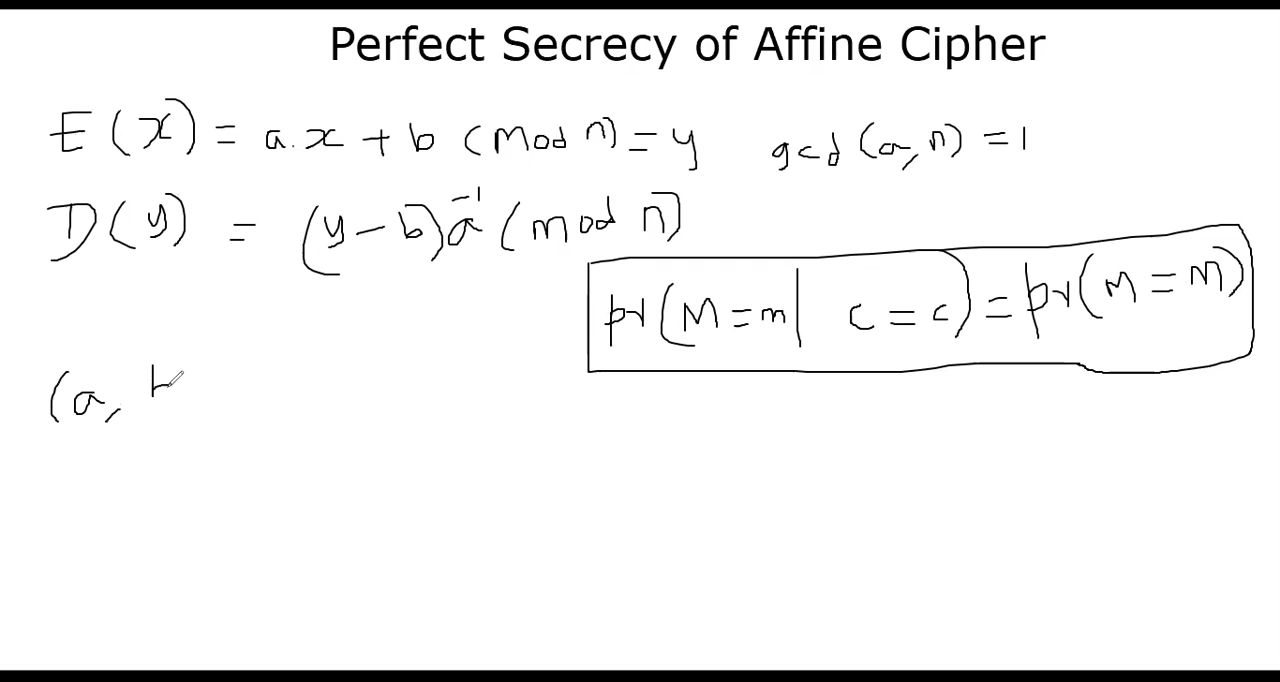 Perfect Secrecy of Affine Cipher
E(x) = a.x + b (mod n) = y gcd(a, n) = 1
D(y) = (y - b)a⁻¹ (mod n)
pr(M = m | C = c) = pr(M = m)
(a, b